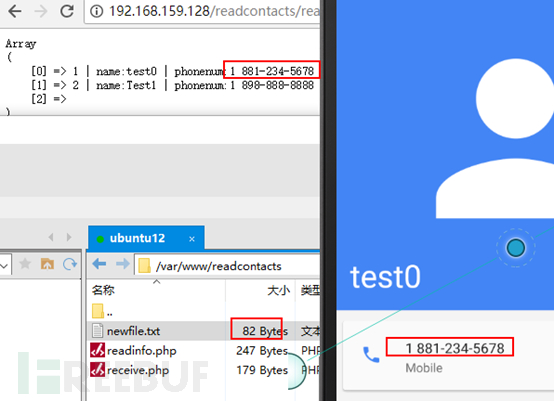 192.168.159.128/readcontacts/rea
Array
(
[0] => 1 | name:test0 | phonenum:1 881-234-5678
[1] => 2 | name:Test1 | phonenum:1 898-888-8888
[2] =>
)
ubuntu12
/var/www/readcontacts
名称 大小 类型
..
newfile.txt 82 Bytes 文本
readinfo.php 247 Bytes PHP
receive.php 179 Bytes PHP
FREEBUF
test0
1 881-234-5678
Mobile